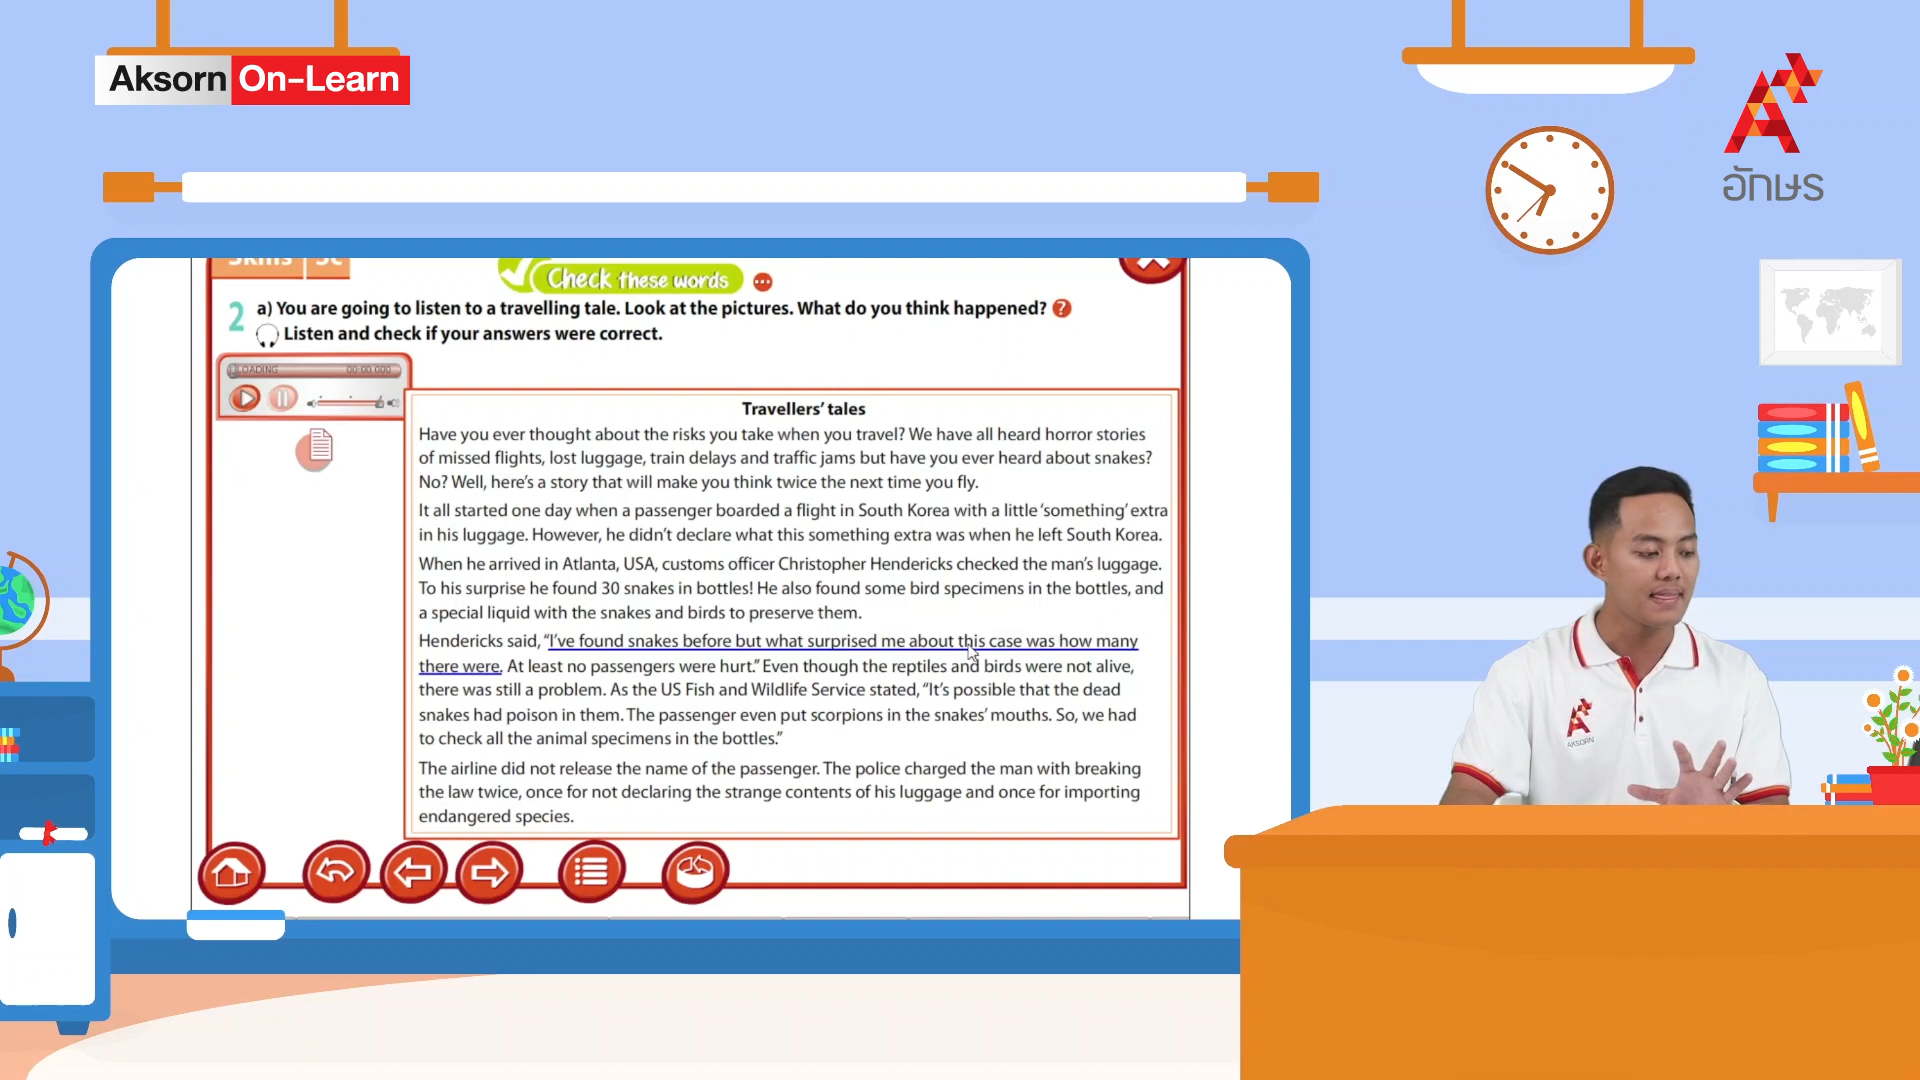 Aksorn On-Learn
อักษร
Skills 5c
Check these words
2 a) You are going to listen to a travelling tale. Look at the pictures. What do you think happened? ?
Listen and check if your answers were correct.
LOADING 00:00.000
Travellers' tales
Have you ever thought about the risks you take when you travel? We have all heard horror stories
of missed flights, lost luggage, train delays and traffic jams but have you ever heard about snakes?
No? Well, here's a story that will make you think twice the next time you fly.
It all started one day when a passenger boarded a flight in South Korea with a little 'something' extra
in his luggage. However, he didn't declare what this something extra was when he left South Korea.
When he arrived in Atlanta, USA, customs officer Christopher Hendericks checked the man's luggage.
To his surprise he found 30 snakes in bottles! He also found some bird specimens in the bottles, and
a special liquid with the snakes and birds to preserve them.
Hendericks said, "I've found snakes before but what surprised me about this case was how many
there were. At least no passengers were hurt." Even though the reptiles and birds were not alive,
there was still a problem. As the US Fish and Wildlife Service stated, "It's possible that the dead
snakes had poison in them. The passenger even put scorpions in the snakes' mouths. So, we had
to check all the animal specimens in the bottles."
The airline did not release the name of the passenger. The police charged the man with breaking
the law twice, once for not declaring the strange contents of his luggage and once for importing
endangered species.
AKSORN